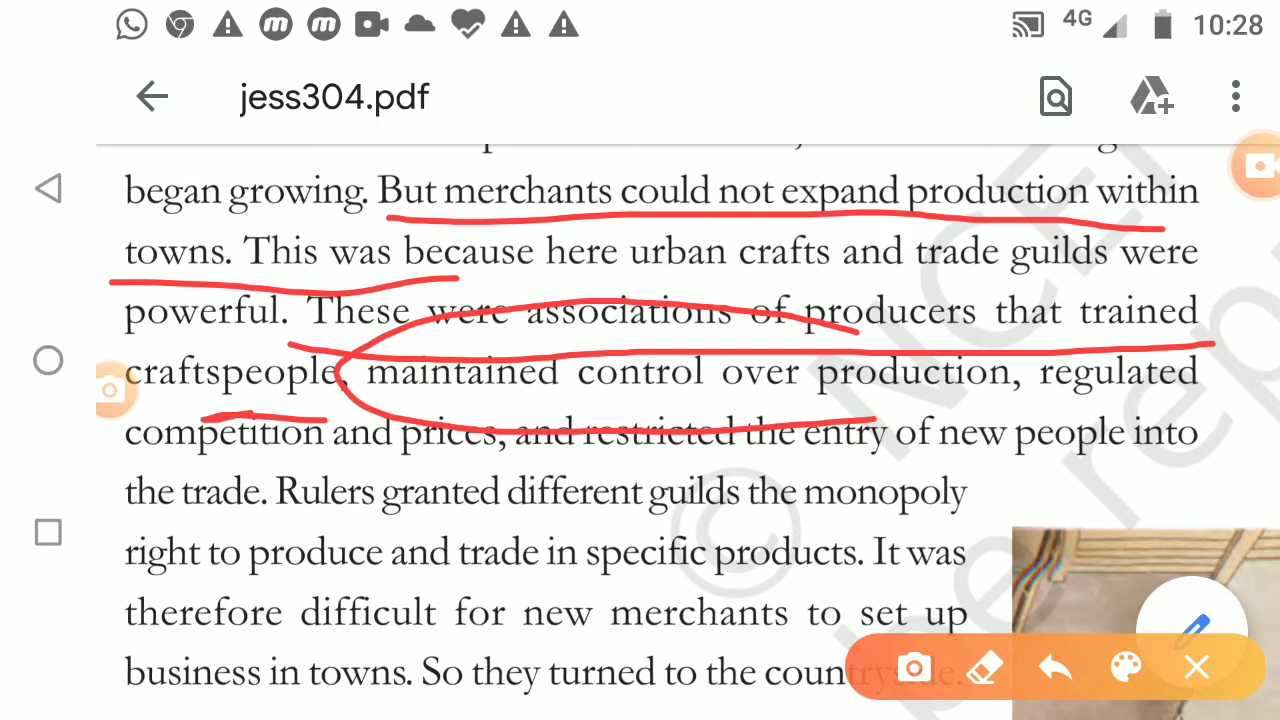 4G 10:28
jess304.pdf
began growing. But merchants could not expand production within
towns. This was because here urban crafts and trade guilds were
powerful. These were associations of producers that trained
craftspeople, maintained control over production, regulated
competition and prices, and restricted the entry of new people into
the trade. Rulers granted different guilds the monopoly
right to produce and trade in specific products. It was
therefore difficult for new merchants to set up
business in towns. So they turned to the countryside.